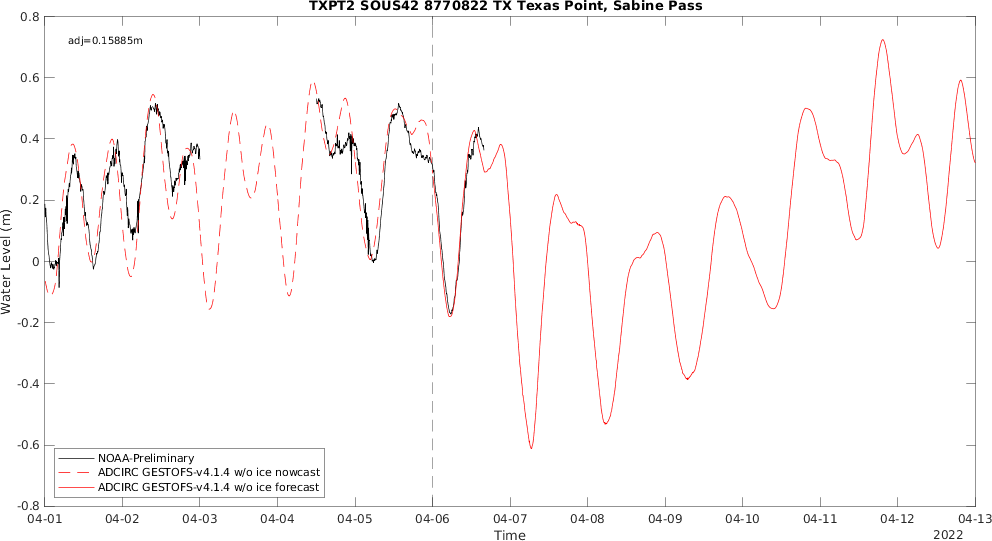 TXPT2 SOUS42 8770822 TX Texas Point, Sabine Pass
adj=0.15885m
0.8
0.6
0.4
0.2
0
-0.2
-0.4
-0.6
-0.8
Water Level (m)
NOAA-Preliminary
ADCIRC GESTOFS-v4.1.4 w/o ice nowcast
ADCIRC GESTOFS-v4.1.4 w/o ice forecast
04-01 04-02 04-03 04-04 04-05 04-06 04-07 04-08 04-09 04-10 04-11 04-12 04-13
Time
2022